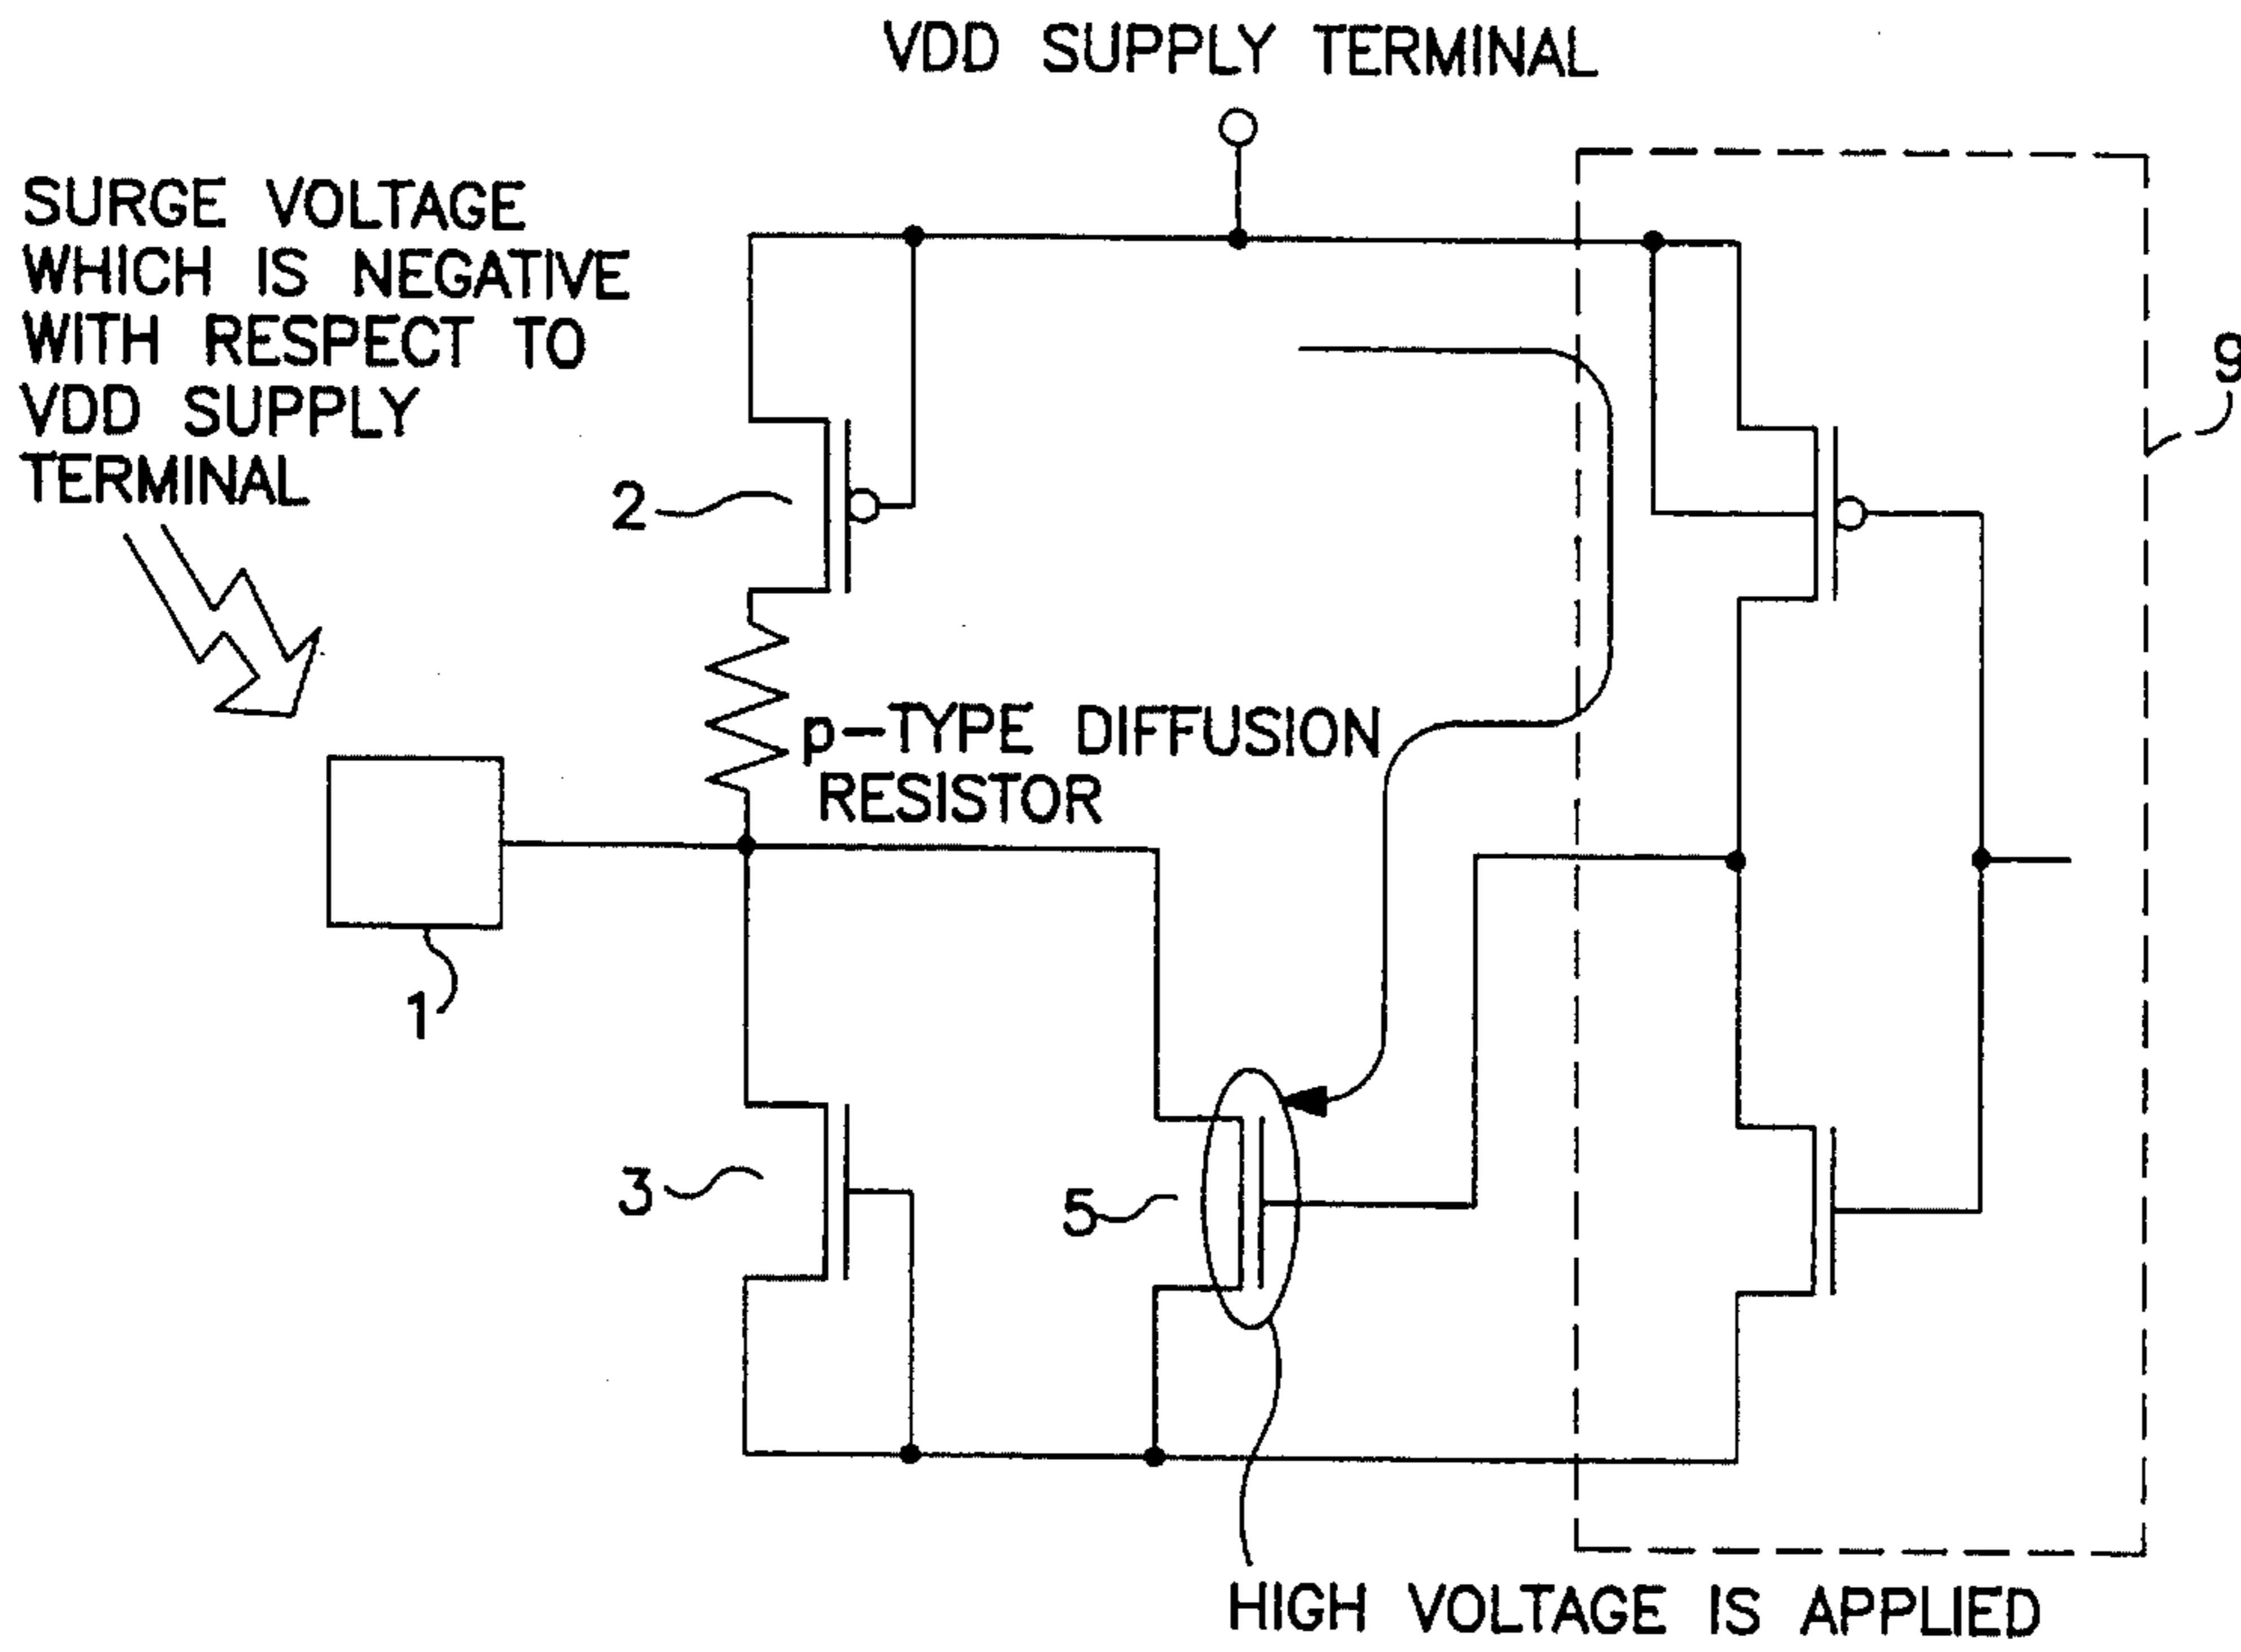 VDD SUPPLY TERMINAL
SURGE VOLTAGE
WHICH IS NEGATIVE
WITH RESPECT TO
VDD SUPPLY
TERMINAL
9
2
p-TYPE DIFFUSION
RESISTOR
1
3
5
HIGH VOLTAGE IS APPLIED